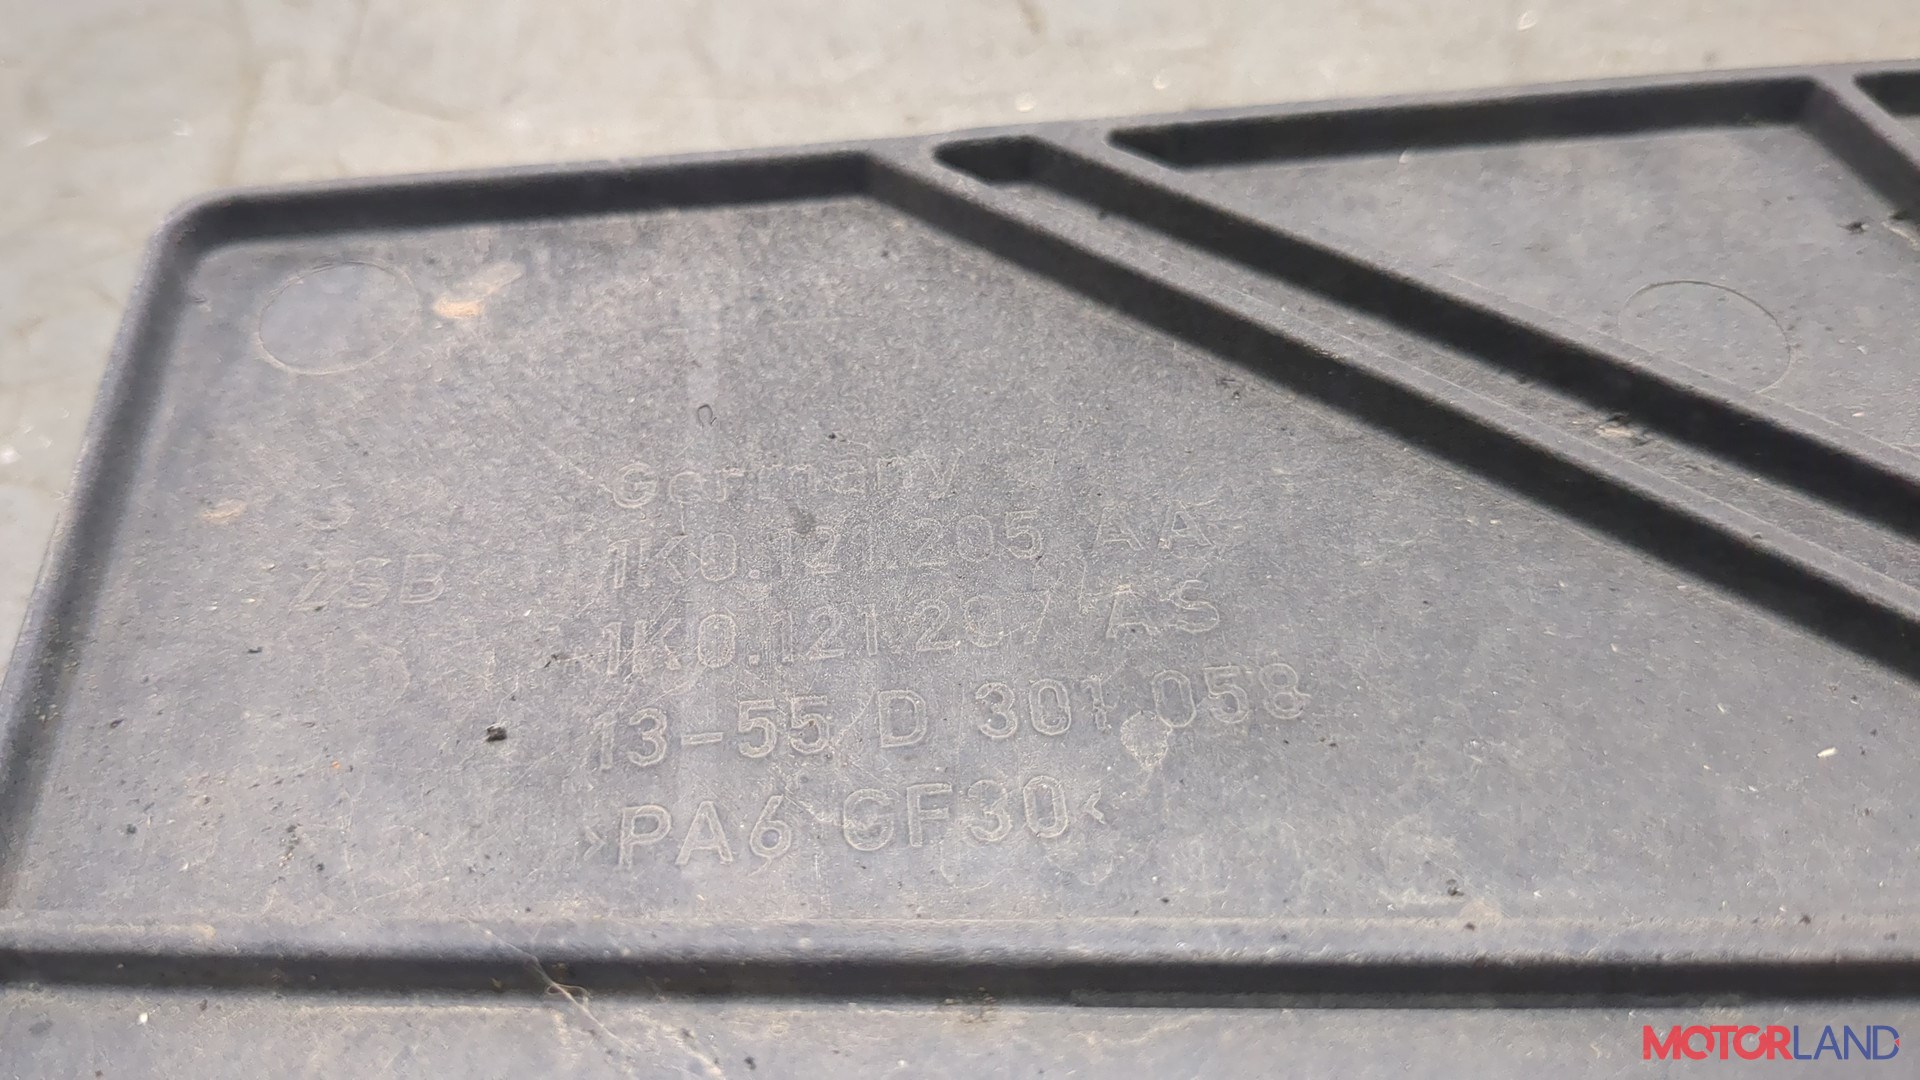 Germany
1K0.121.205 AA
ZSB 1K0.121.207 AS
13-55 D 301 058
>PA6 GF30<
MOTORLAND